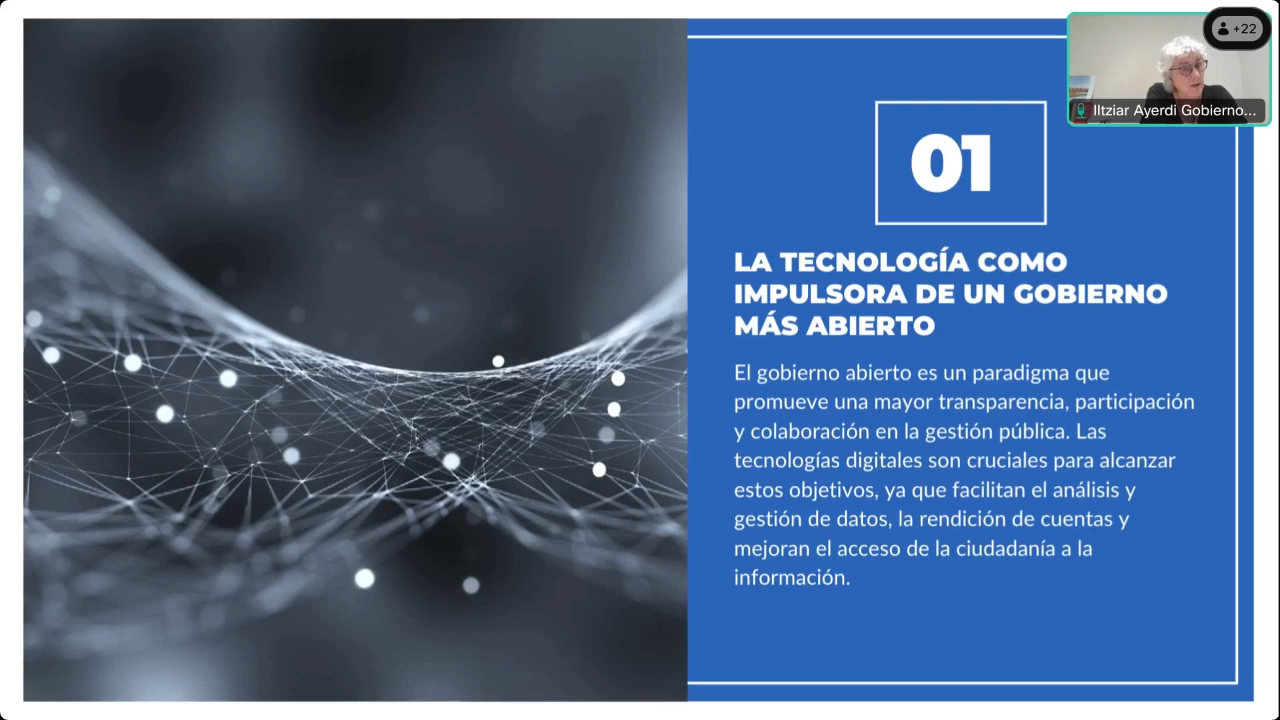 +22
Iltziar Ayerdi Gobierno...
01
LA TECNOLOGÍA COMO
IMPULSORA DE UN GOBIERNO
MÁS ABIERTO
El gobierno abierto es un paradigma que
promueve una mayor transparencia, participación
y colaboración en la gestión pública. Las
tecnologías digitales son cruciales para alcanzar
estos objetivos, ya que facilitan el análisis y
gestión de datos, la rendición de cuentas y
mejoran el acceso de la ciudadanía a la
información.